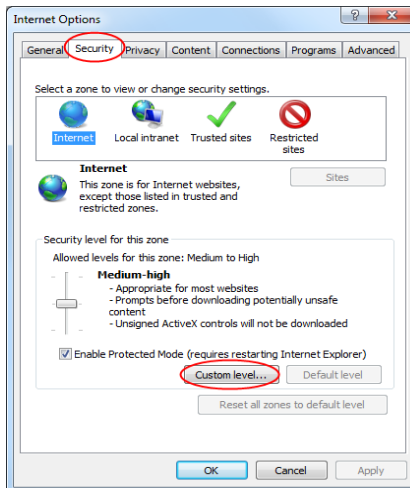 Internet Options
General Security Privacy Content Connections Programs Advanced
Select a zone to view or change security settings.
Internet Local intranet Trusted sites Restricted
sites
Internet
This zone is for Internet websites,
except those listed in trusted and
restricted zones.
Sites
Security level for this zone
Allowed levels for this zone: Medium to High
Medium-high
- Appropriate for most websites
- Prompts before downloading potentially unsafe
content
- Unsigned ActiveX controls will not be downloaded
Enable Protected Mode (requires restarting Internet Explorer)
Custom level... Default level
Reset all zones to default level
OK Cancel Apply